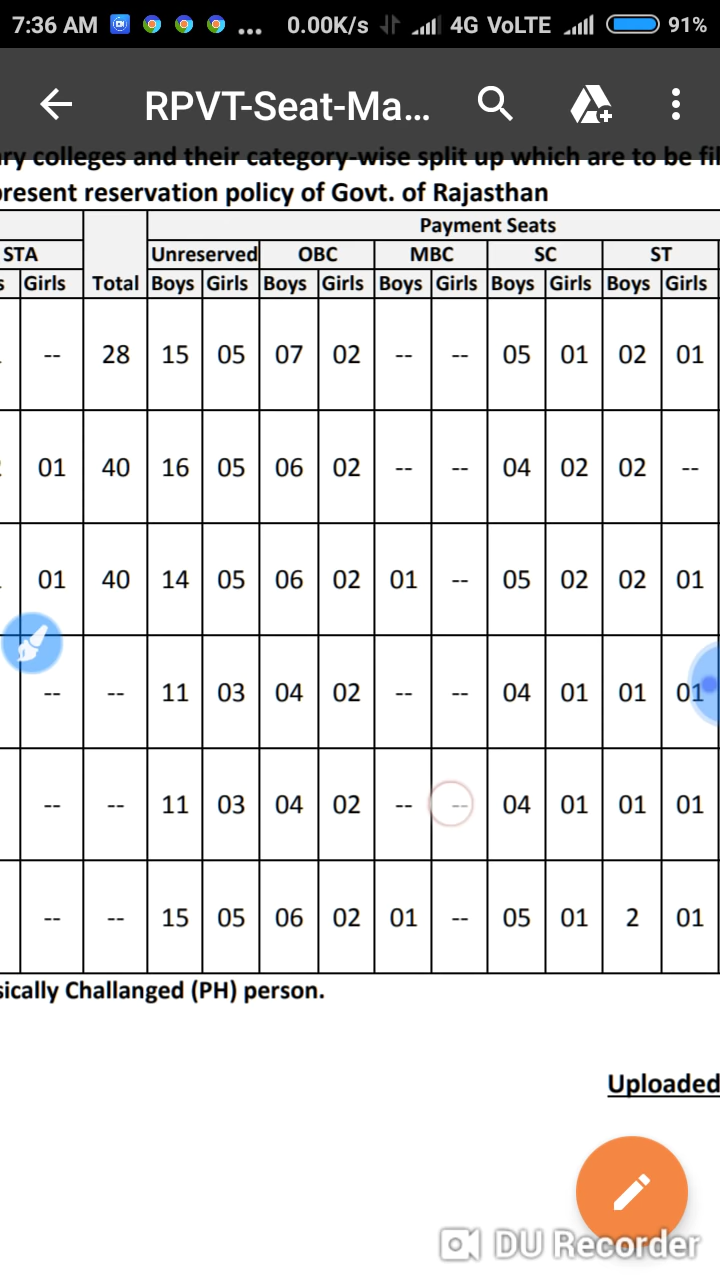 7:36 AM ... 0.00K/s 4G VoLTE 91%
RPVT-Seat-Ma...
ry colleges and their category-wise split up which are to be fil
present reservation policy of Govt. of Rajasthan
Payment Seats
STA Unreserved OBC MBC SC ST
s Girls Total Boys Girls Boys Girls Boys Girls Boys Girls Boys Girls
-- 28 15 05 07 02 -- -- 05 01 02 01
01 40 16 05 06 02 -- -- 04 02 02 --
01 40 14 05 06 02 01 -- 05 02 02 01
-- -- 11 03 04 02 -- -- 04 01 01 01
-- -- 11 03 04 02 -- -- 04 01 01 01
-- -- 15 05 06 02 01 -- 05 01 2 01
sically Challanged (PH) person.
Uploaded
DU Recorder